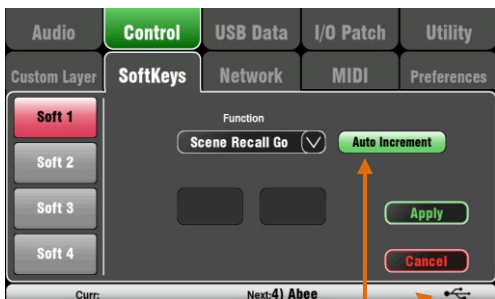 Audio Control USB Data I/O Patch Utility
Custom Layer SoftKeys Network MIDI Preferences
Soft 1
Function
Scene Recall Go Auto Increment
Soft 2
Soft 3
Apply
Soft 4
Cancel
Curr: Next:4) Abee